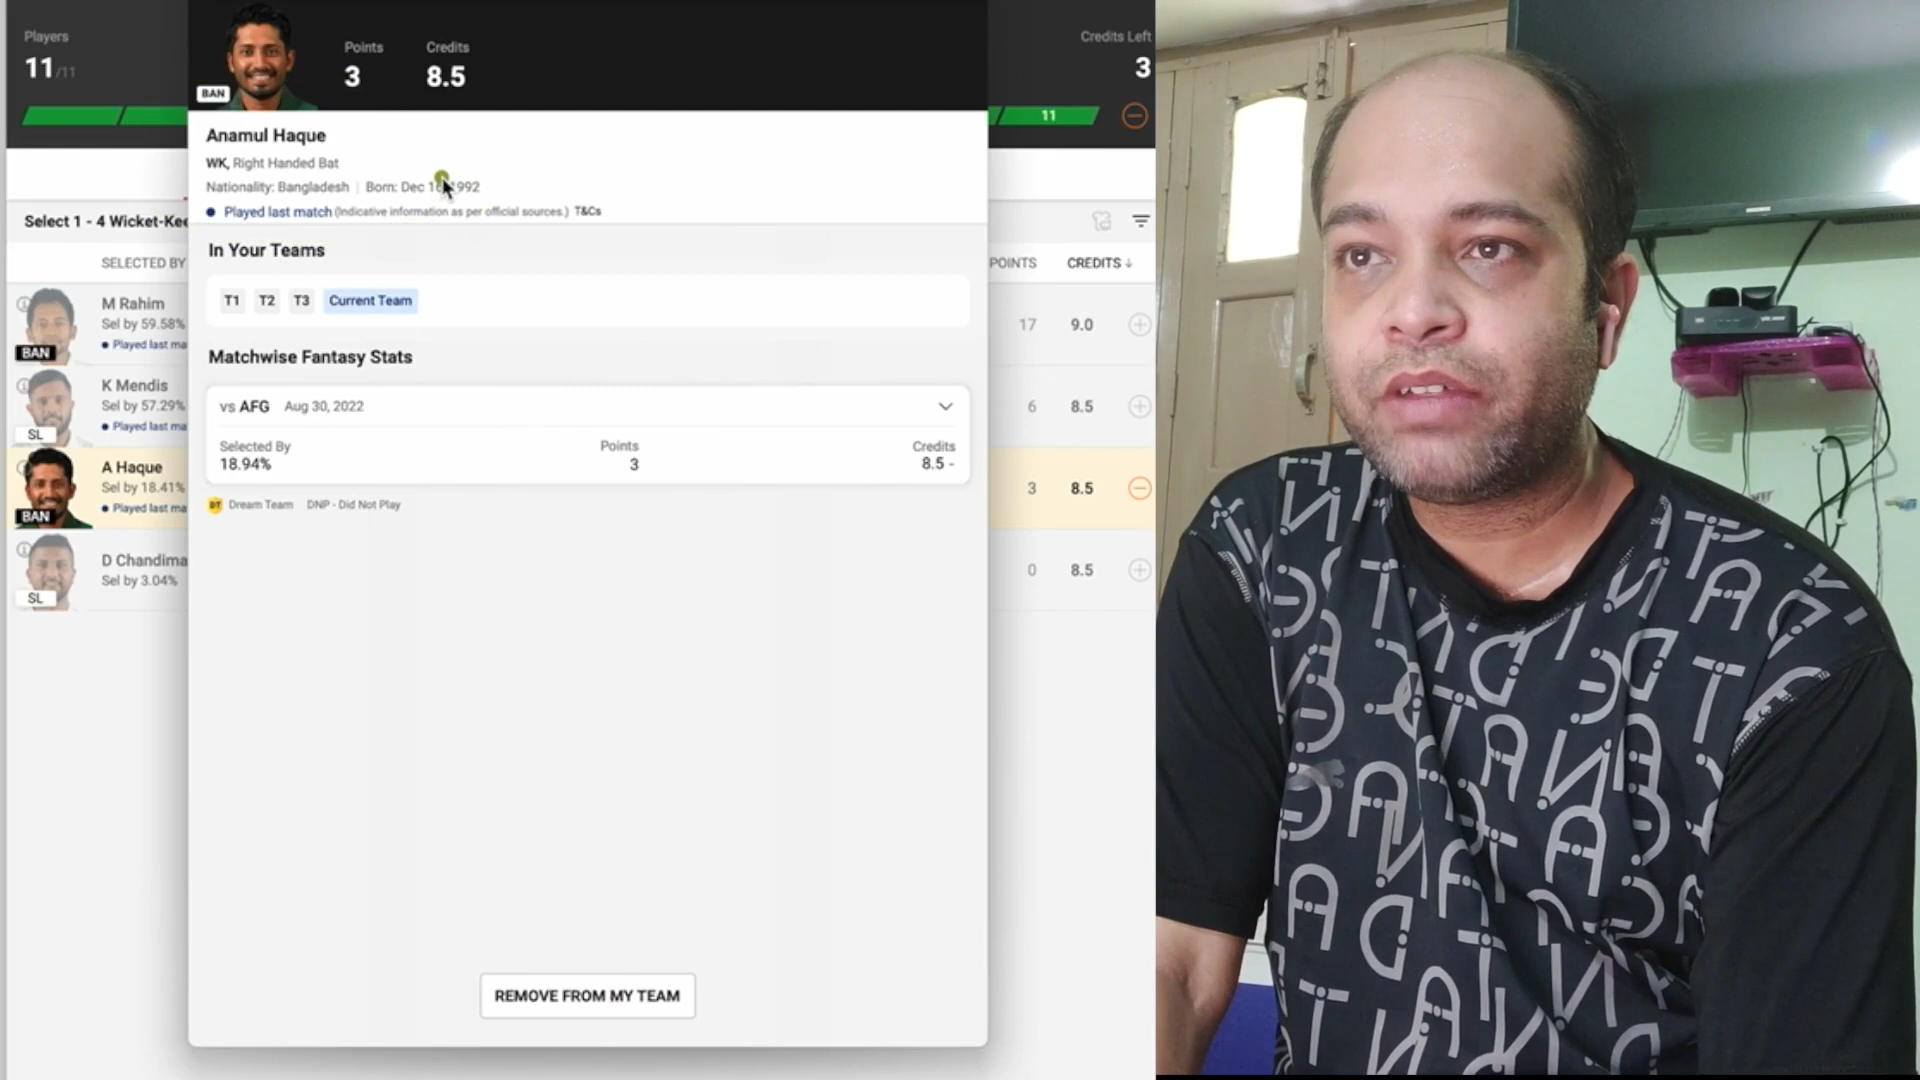 Players
11/11
BAN
Points
3
Credits
8.5
Credits Left
3
11
Anamul Haque
WK, Right Handed Bat
Nationality: Bangladesh | Born: Dec 1 1992
Played last match (Indicative information as per official sources.) T&Cs
Select 1 - 4 Wicket-Kee
SELECTED BY
POINTS
CREDITS ↓
In Your Teams
T1 T2 T3 Current Team
Matchwise Fantasy Stats
vs AFG Aug 30, 2022
Selected By
18.94%
Points
3
Credits
8.5 -
DT Dream Team DNP - Did Not Play
M Rahim
Sel by 59.58%
Played last ma
BAN
17 9.0
K Mendis
Sel by 57.29%
Played last ma
SL
6 8.5
A Haque
Sel by 18.41%
Played last ma
BAN
3 8.5
D Chandima
Sel by 3.04%
SL
0 8.5
REMOVE FROM MY TEAM